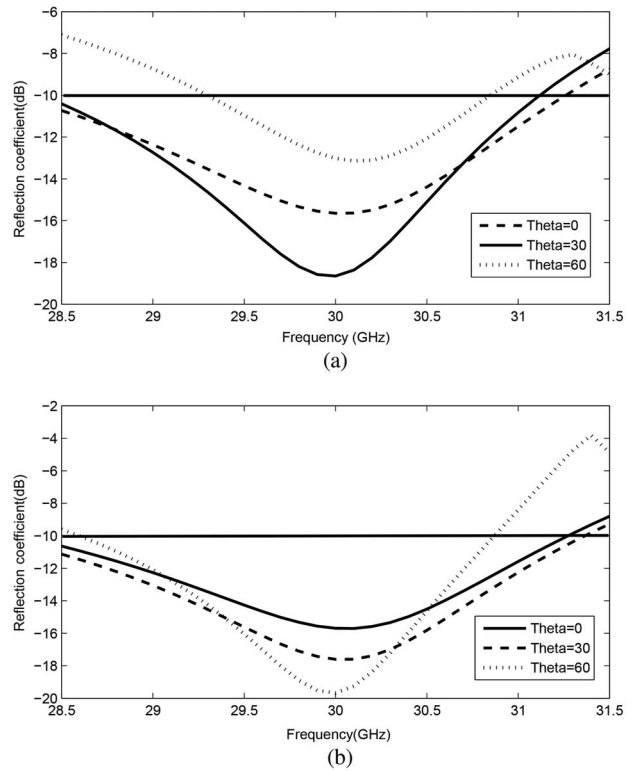 -6
-8
-10
-12
-14
-16
-18
-20
Reflection coefficient(dB)
Theta=0
Theta=30
Theta=60
28.5 29 29.5 30 30.5 31 31.5
Frequency (GHz)
(a)
-2
-4
-6
-8
-10
-12
-14
-16
-18
-20
Reflection coefficient(dB)
Theta=0
Theta=30
Theta=60
28.5 29 29.5 30 30.5 31 31.5
Frequency(GHz)
(b)